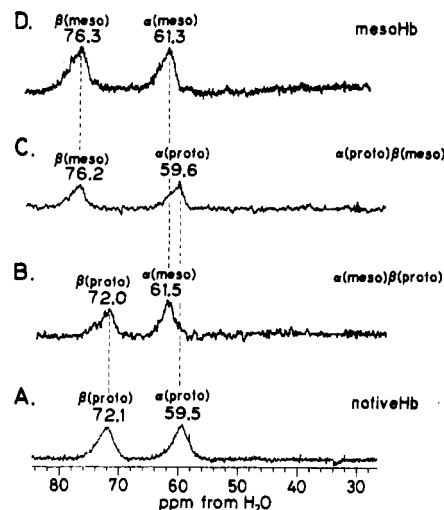 D.
β(meso) α(meso)
76.3 61.3
mesoHb
C.
β(meso) α(proto)
76.2 59.6
α(proto)β(meso)
B.
β(proto) α(meso)
72.0 61.5
α(meso)β(proto)
A.
β(proto) α(proto)
72.1 59.5
nativeHb
80 70 60 50 40 30
ppm from H₂O